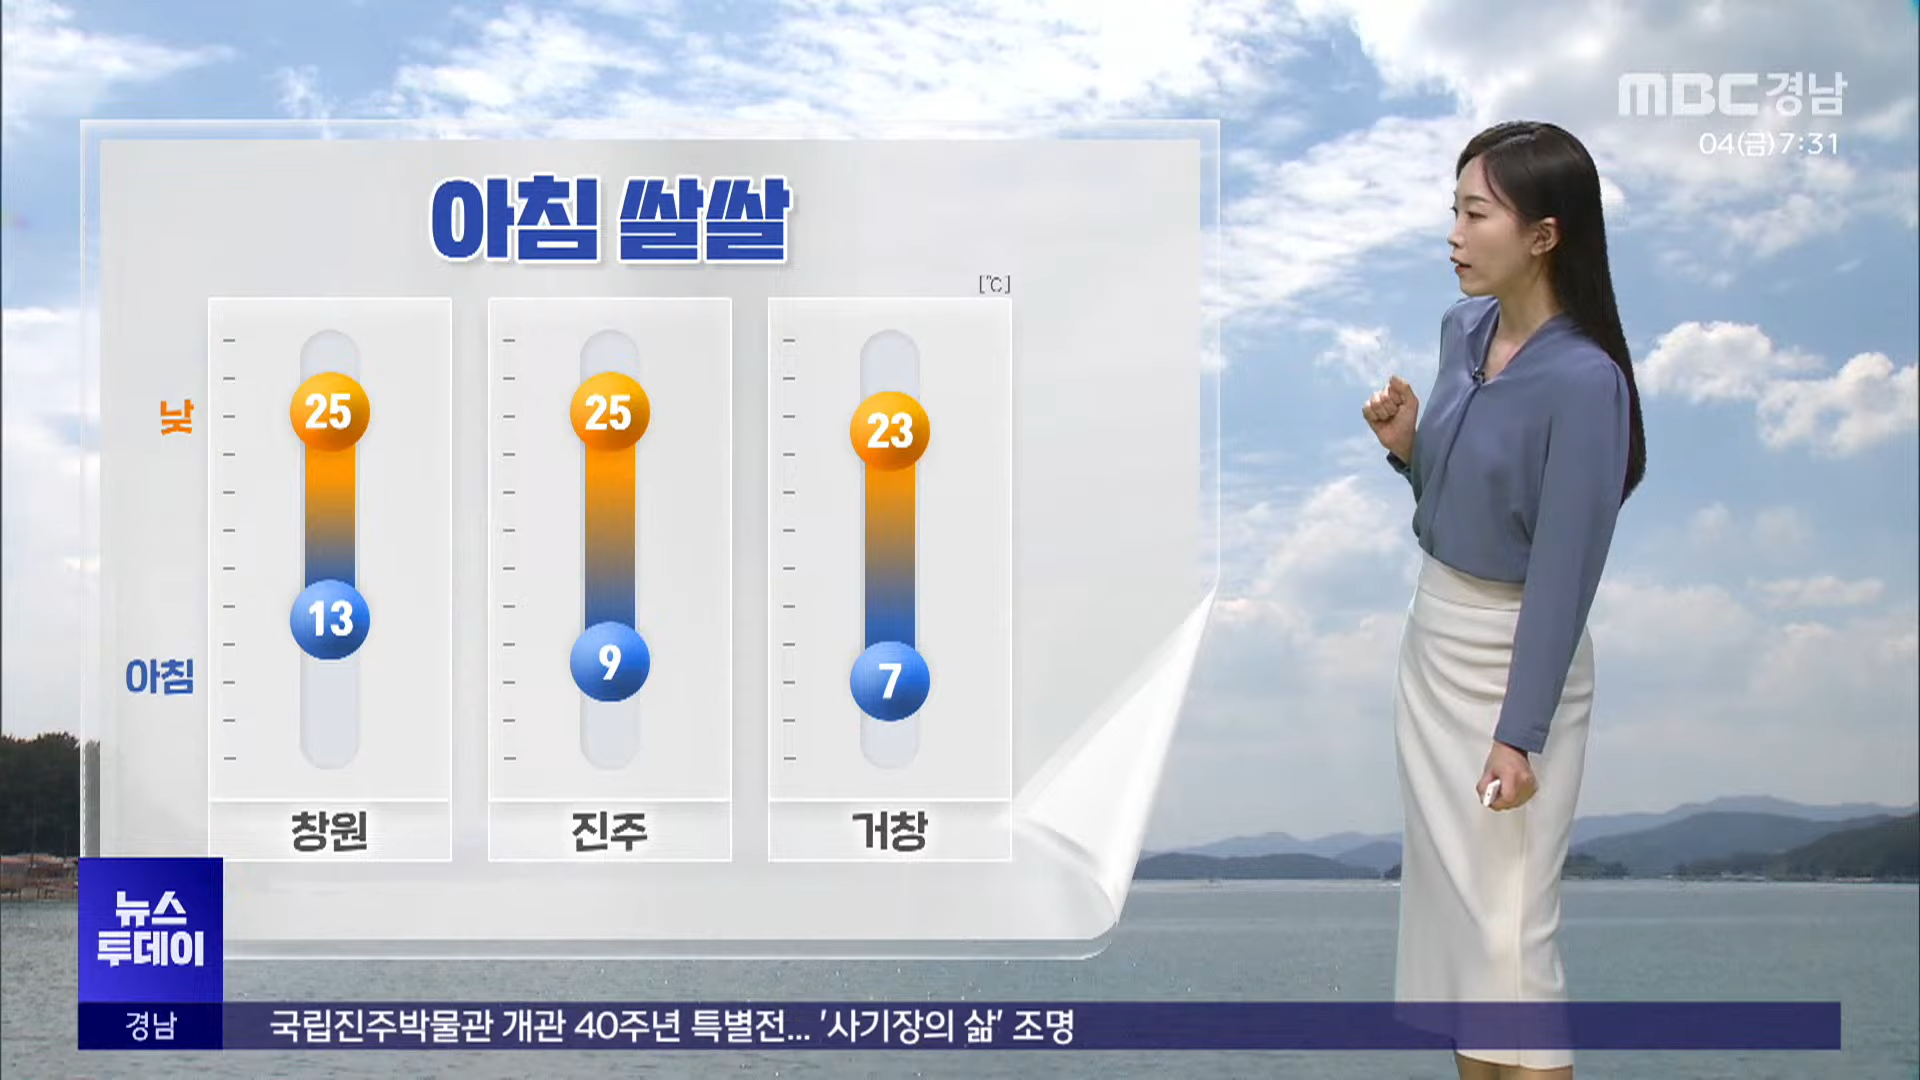 MBC경남
04(금)7:31
아침 쌀쌀
[℃]
낮
25
25
23
아침
13
9
7
창원
진주
거창
뉴스
투데이
경남
국립진주박물관 개관 40주년 특별전... '사기장의 삶' 조명